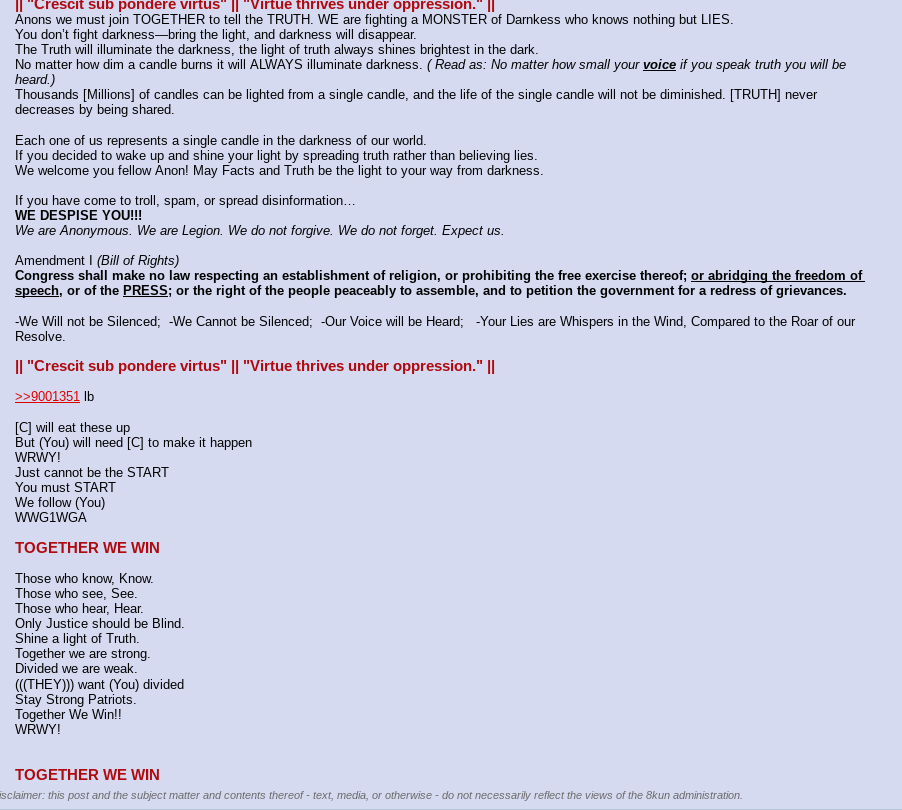 || "Crescit sub pondere virtus" || "Virtue thrives under oppression." ||
Anons we must join TOGETHER to tell the TRUTH. WE are fighting a MONSTER of Darnkess who knows nothing but LIES.
You don’t fight darkness—bring the light, and darkness will disappear.
The Truth will illuminate the darkness, the light of truth always shines brightest in the dark.
No matter how dim a candle burns it will ALWAYS illuminate darkness. ( Read as: No matter how small your voice if you speak truth you will be
heard.)
Thousands [Millions] of candles can be lighted from a single candle, and the life of the single candle will not be diminished. [TRUTH] never
decreases by being shared.
Each one of us represents a single candle in the darkness of our world.
If you decided to wake up and shine your light by spreading truth rather than believing lies.
We welcome you fellow Anon! May Facts and Truth be the light to your way from darkness.
If you have come to troll, spam, or spread disinformation…
WE DESPISE YOU!!!
We are Anonymous. We are Legion. We do not forgive. We do not forget. Expect us.
Amendment I (Bill of Rights)
Congress shall make no law respecting an establishment of religion, or prohibiting the free exercise thereof; or abridging the freedom of
speech, or of the PRESS; or the right of the people peaceably to assemble, and to petition the government for a redress of grievances.
-We Will not be Silenced;  -We Cannot be Silenced;  -Our Voice will be Heard;   -Your Lies are Whispers in the Wind, Compared to the Roar of our
Resolve.
|| "Crescit sub pondere virtus" || "Virtue thrives under oppression." ||
>>9001351 lb
[C] will eat these up
But (You) will need [C] to make it happen
WRWY!
Just cannot be the START
You must START
We follow (You)
WWG1WGA
TOGETHER WE WIN
Those who know, Know.
Those who see, See.
Those who hear, Hear.
Only Justice should be Blind.
Shine a light of Truth.
Together we are strong.
Divided we are weak.
(((THEY))) want (You) divided
Stay Strong Patriots.
Together We Win!!
WRWY!
TOGETHER WE WIN
isclaimer: this post and the subject matter and contents thereof - text, media, or otherwise - do not necessarily reflect the views of the 8kun administration.